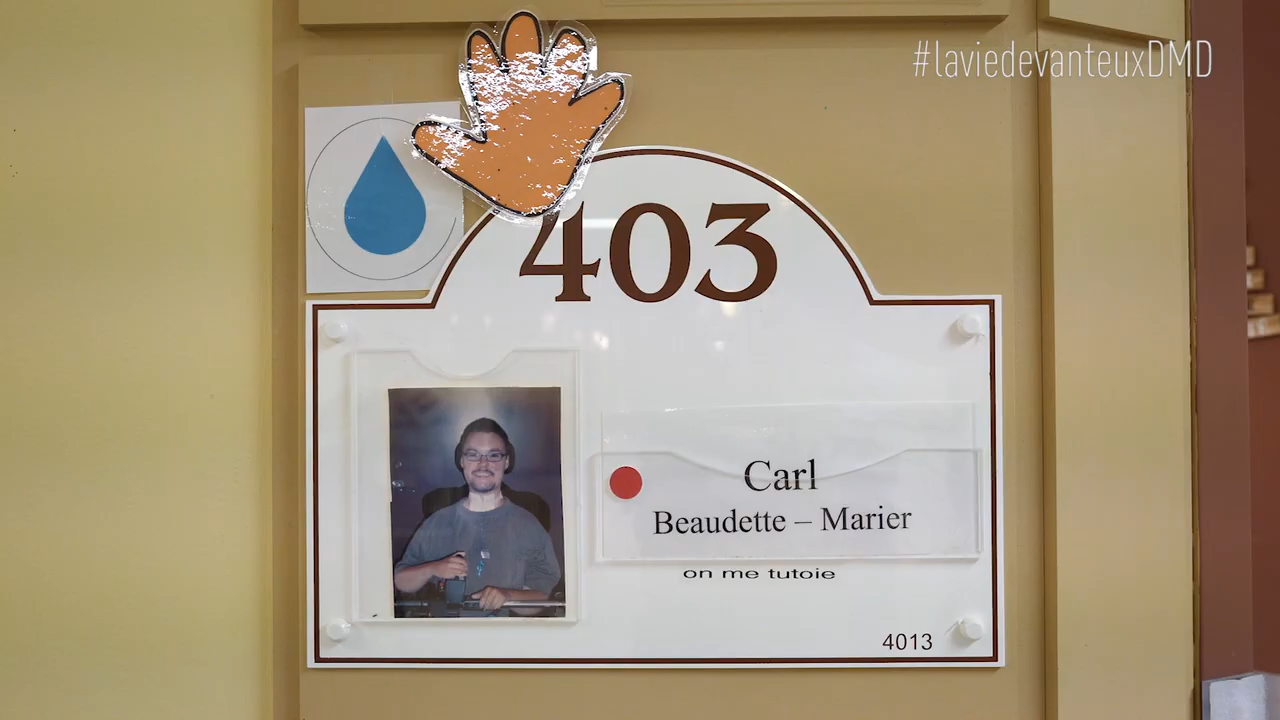 #laviedevanteuxDMD
403
Carl
Beaudette – Marier
on me tutoie
4013